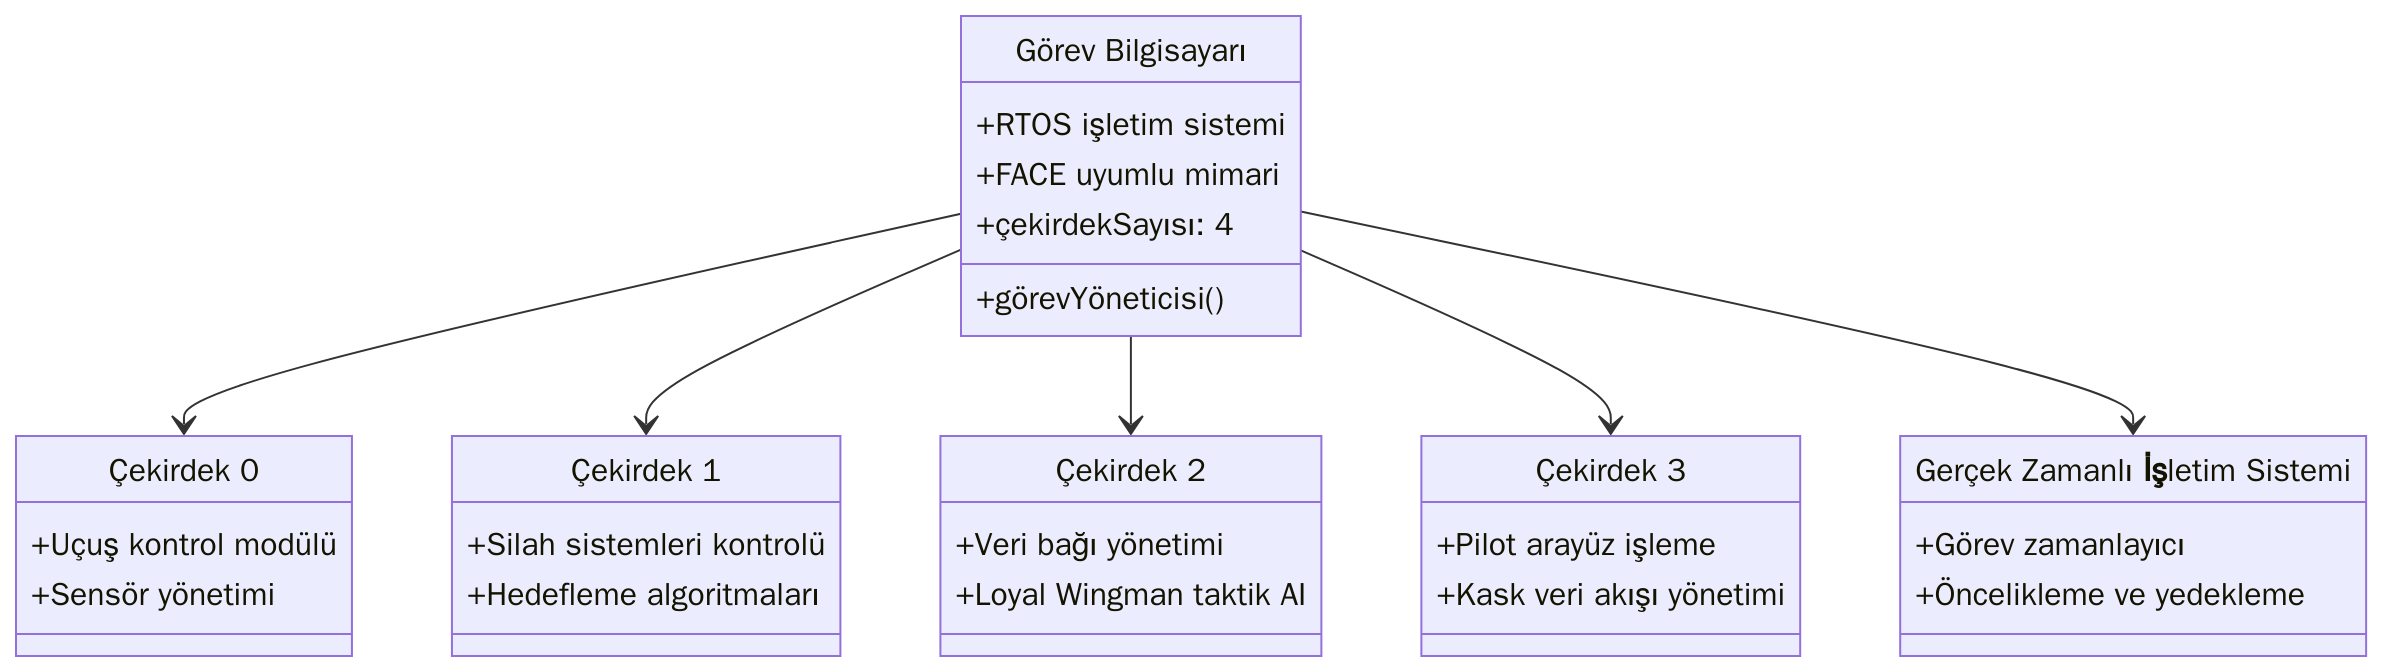 Görev Bilgisayarı
+RTOS işletim sistemi
+FACE uyumlu mimari
+çekirdekSayısı: 4
+görevYöneticisi()
Çekirdek 0
+Uçuş kontrol modülü
+Sensör yönetimi
Çekirdek 1
+Silah sistemleri kontrolü
+Hedefleme algoritmaları
Çekirdek 2
+Veri bağı yönetimi
+Loyal Wingman taktik AI
Çekirdek 3
+Pilot arayüz işleme
+Kask veri akışı yönetimi
Gerçek Zamanlı İşletim Sistemi
+Görev zamanlayıcı
+Öncelikleme ve yedekleme